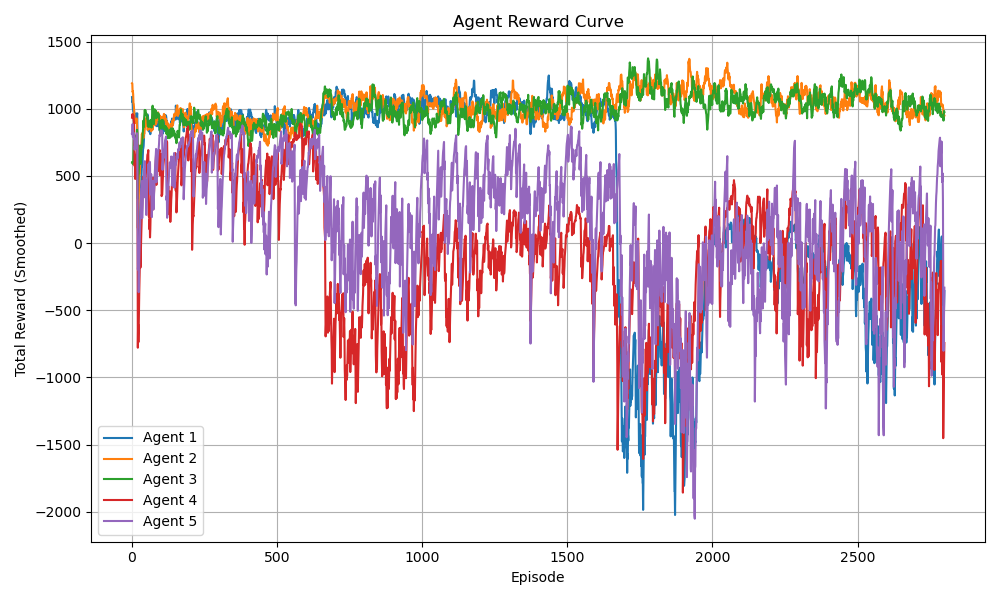 Agent Reward Curve
1500
1000
500
0
−500
−1000
−1500
−2000
Total Reward (Smoothed)
Agent 1
Agent 2
Agent 3
Agent 4
Agent 5
0 500 1000 1500 2000 2500
Episode